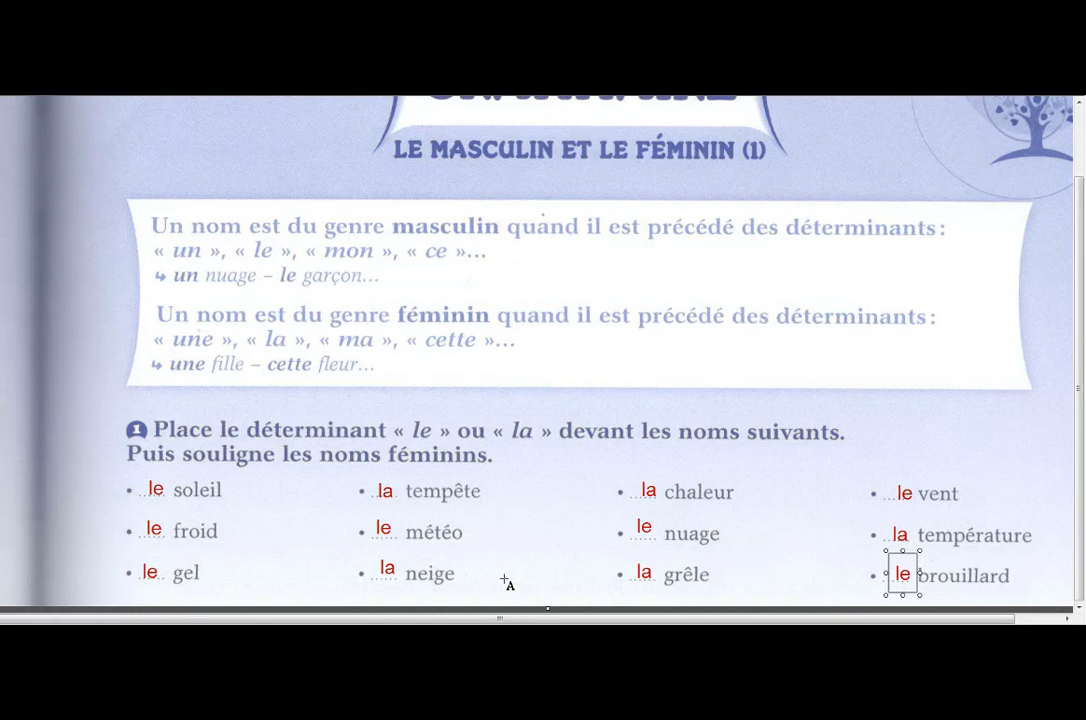 LE MASCULIN ET LE FÉMININ (1)
Un nom est du genre masculin quand il est précédé des déterminants :
« un », « le », « mon », « ce »...
↳ un nuage – le garçon...
Un nom est du genre féminin quand il est précédé des déterminants :
« une », « la », « ma », « cette »...
↳ une fille – cette fleur...
1 Place le déterminant « le » ou « la » devant les noms suivants.
Puis souligne les noms féminins.
• le soleil • la tempête • la chaleur • le vent
• le froid • le météo • le nuage • la température
• le gel • la neige • la grêle • le brouillard
A